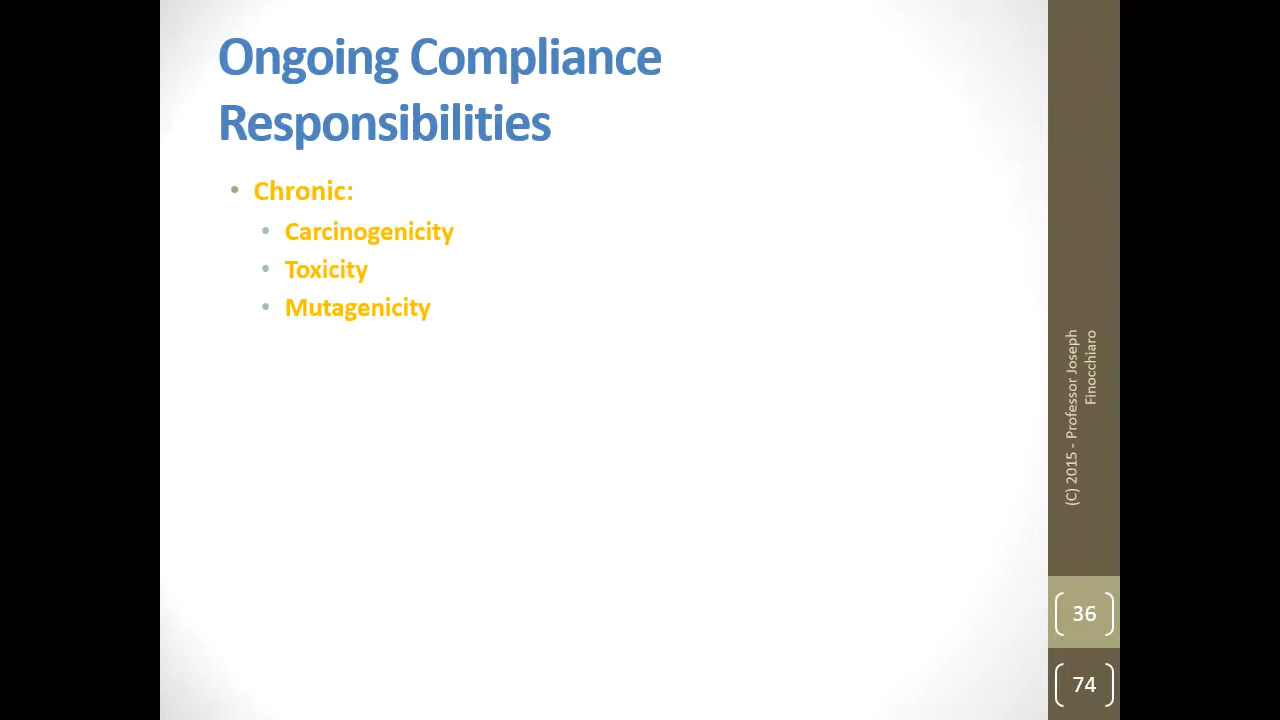 Ongoing Compliance
Responsibilities
• Chronic:
• Carcinogenicity
• Toxicity
• Mutagenicity
(C) 2015 - Professor Joseph
Finocchiaro
36
74